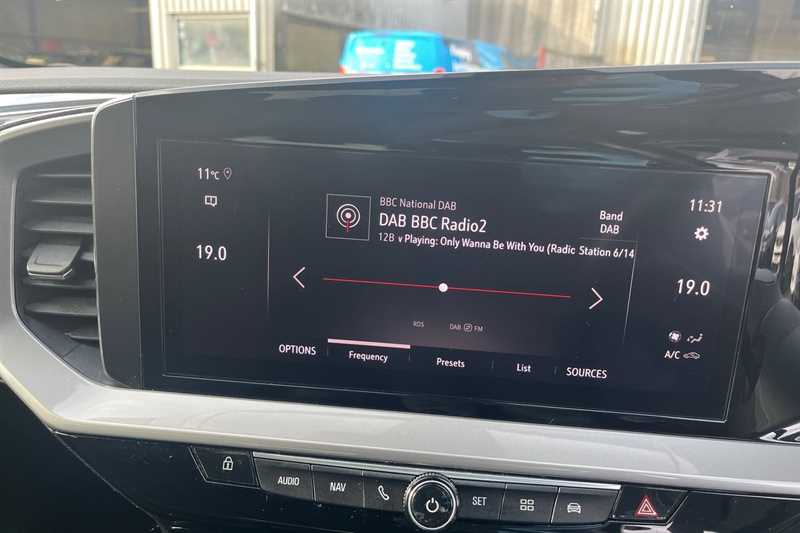 11°C
11:31
BBC National DAB
DAB BBC Radio2
12B v Playing: Only Wanna Be With You (Radio Station 6/14
Band
DAB
19.0
19.0
RDS
DAB FM
A/C
OPTIONS
Frequency
Presets
List
SOURCES
AUDIO
NAV
SET